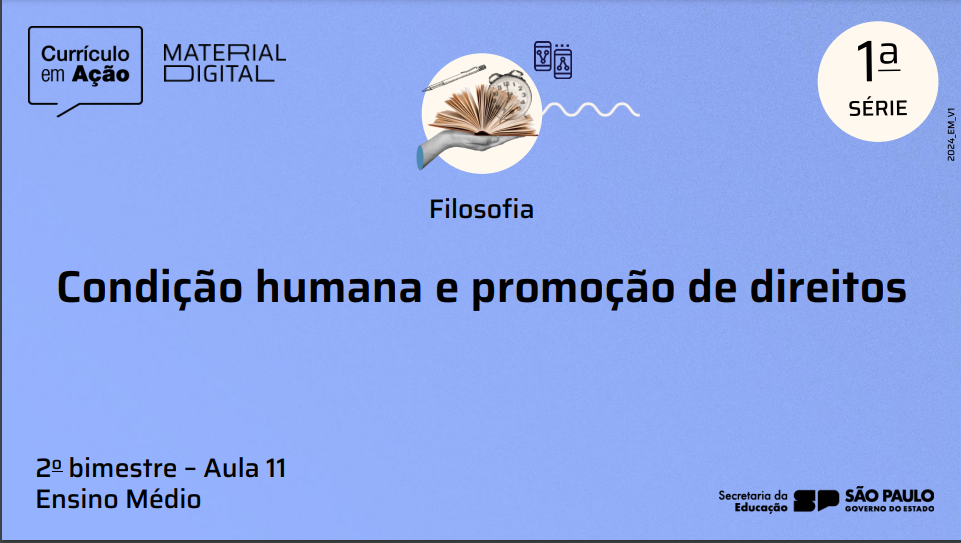 Currículo
em Ação
MATERIAL
DIGITAL
1ª
SÉRIE
2024_EM_V1
Filosofia
Condição humana e promoção de direitos
2º bimestre – Aula 11
Ensino Médio
Secretaria da
Educação
SP
SÃO PAULO
GOVERNO DO ESTADO